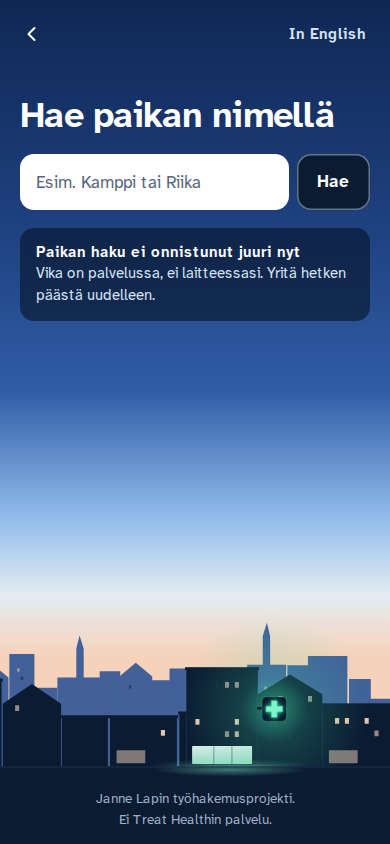 In English
Hae paikan nimellä
Esim. Kamppi tai Riika
Hae
Paikan haku ei onnistunut juuri nyt
Vika on palvelussa, ei laitteessasi. Yritä hetken
päästä uudelleen.
Janne Lapin työhakemusprojekti.
Ei Treat Healthin palvelu.